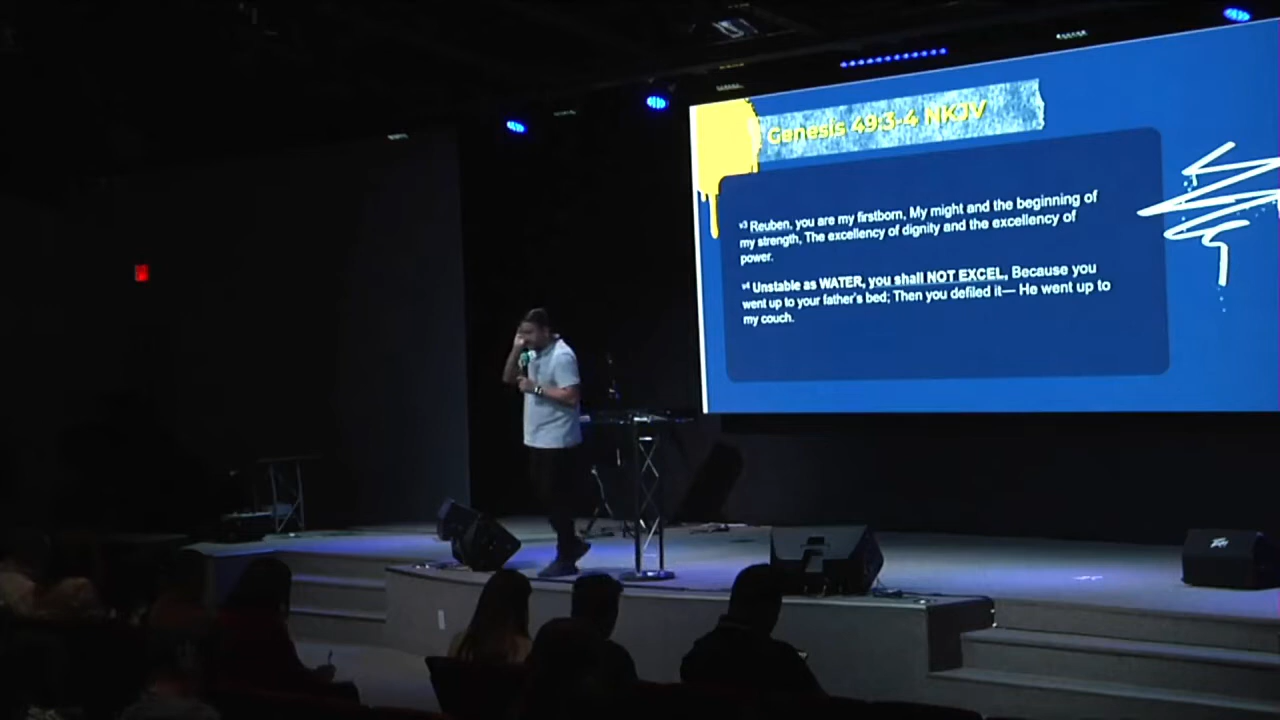 Genesis 49:3-4 NKJV
v3 Reuben, you are my firstborn, My might and the beginning of
my strength, The excellency of dignity and the excellency of
power.
v4 Unstable as WATER, you shall NOT EXCEL, Because you
went up to your father's bed; Then you defiled it— He went up to
my couch.